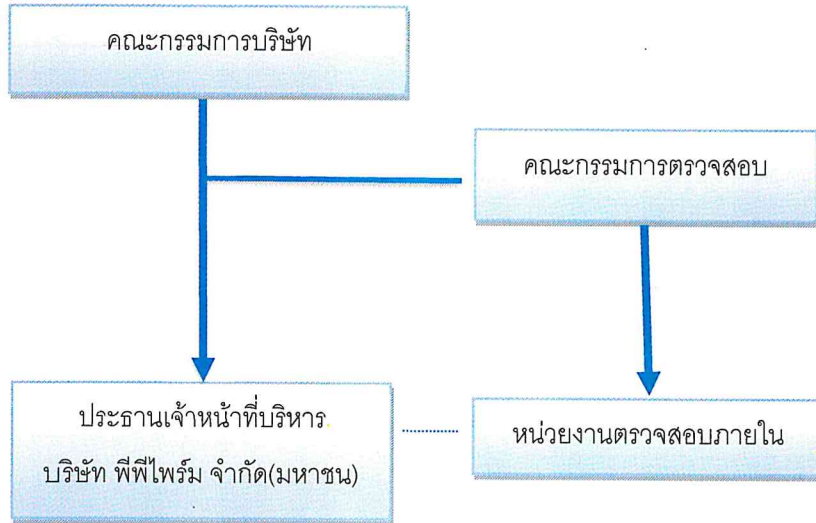 คณะกรรมการบริษัท
คณะกรรมการตรวจสอบ
ประธานเจ้าหน้าที่บริหาร
บริษัท พีพีไพร์ม จำกัด(มหาชน)
หน่วยงานตรวจสอบภายใน